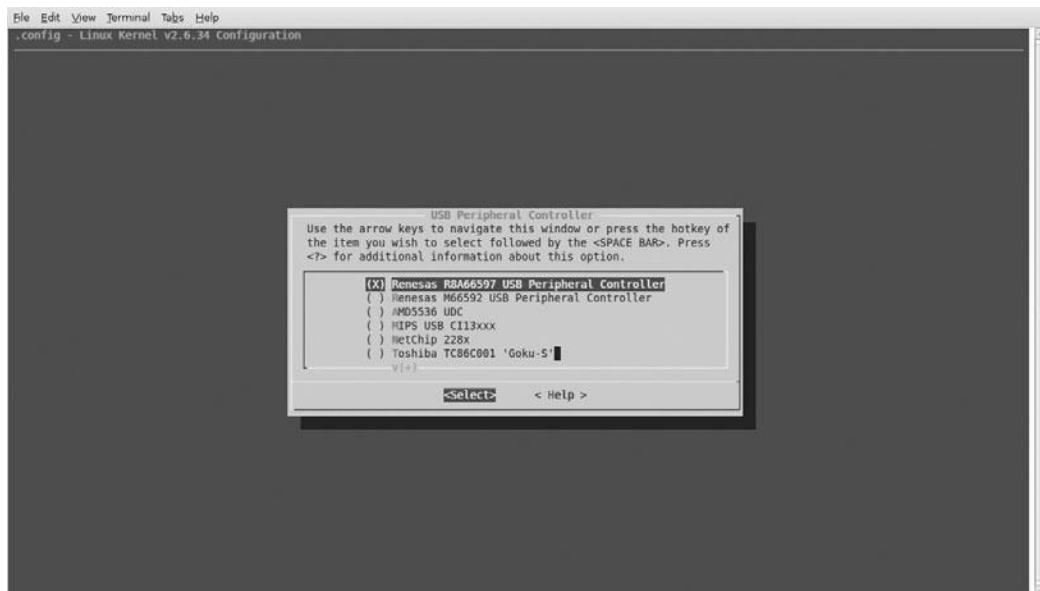 File Edit View Terminal Tabs Help
.config - Linux Kernel v2.6.34 Configuration
USB Peripheral Controller
Use the arrow keys to navigate this window or press the hotkey of
the item you wish to select followed by the <SPACE BAR>. Press
<?> for additional information about this option.
(X) Renesas R8A66597 USB Peripheral Controller
( ) Renesas M66592 USB Peripheral Controller
( ) AMD5536 UDC
( ) MIPS USB CI13xxx
( ) NetChip 228x
( ) Toshiba TC86C001 'Goku-S'
v(+)
<Select> < Help >